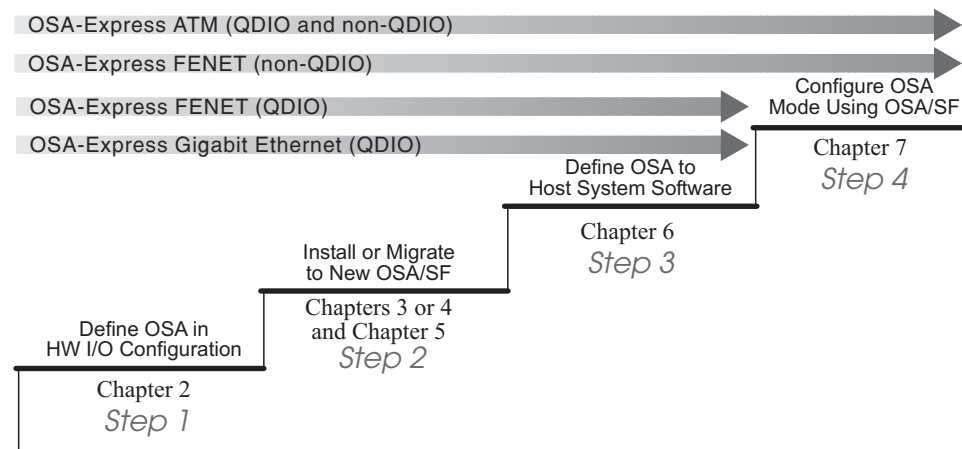 OSA-Express ATM (QDIO and non-QDIO)
OSA-Express FENET (non-QDIO)
OSA-Express FENET (QDIO)
OSA-Express Gigabit Ethernet (QDIO)
Configure OSA
Mode Using OSA/SF
Chapter 7
Step 4
Define OSA to
Host System Software
Chapter 6
Step 3
Install or Migrate
to New OSA/SF
Chapters 3 or 4
and Chapter 5
Step 2
Define OSA in
HW I/O Configuration
Chapter 2
Step 1